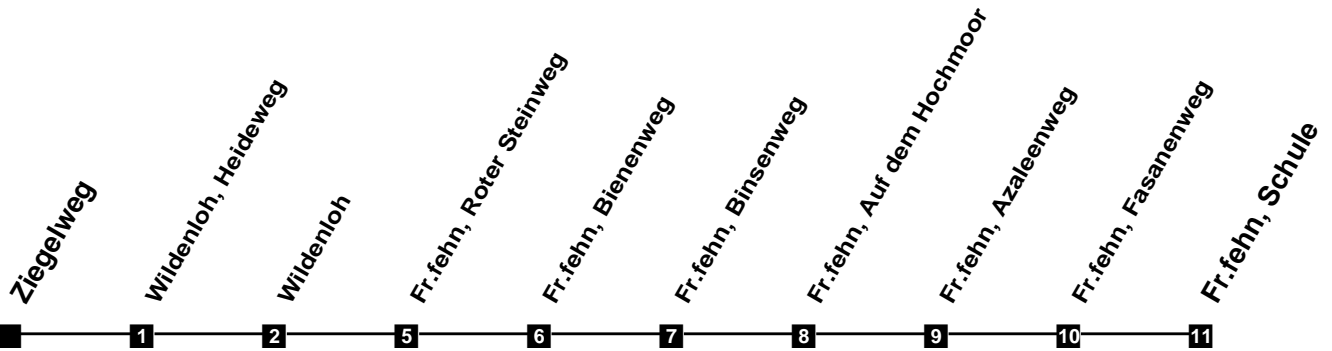 Ziegelweg
Wildenloh, Heideweg
Wildenloh
Fr.fehn, Roter Steinweg
Fr.fehn, Bienenweg
Fr.fehn, Binsenweg
Fr.fehn, Auf dem Hochmoor
Fr.fehn, Azaleenweg
Fr.fehn, Fasanenweg
Fr.fehn, Schule
1 2 5 6 7 8 9 10 11